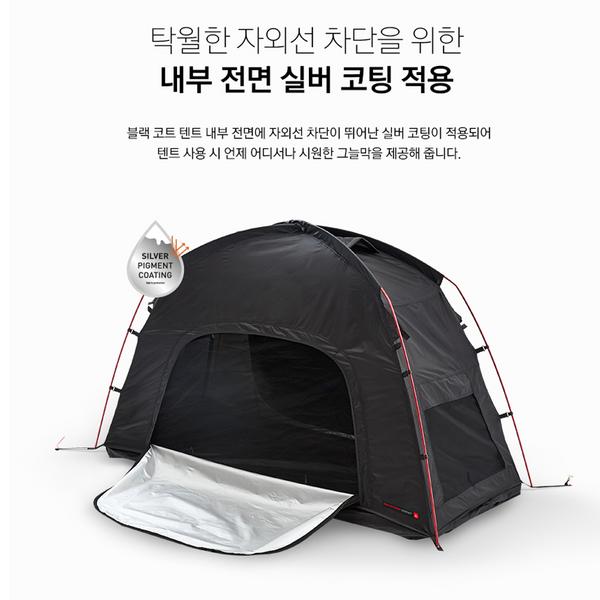 탁월한 자외선 차단을 위한
내부 전면 실버 코팅 적용
블랙 코트 텐트 내부 전면에 자외선 차단이 뛰어난 실버 코팅이 적용되어
텐트 사용 시 언제 어디서나 시원한 그늘막을 제공해 줍니다.
SILVER
PIGMENT
COATING